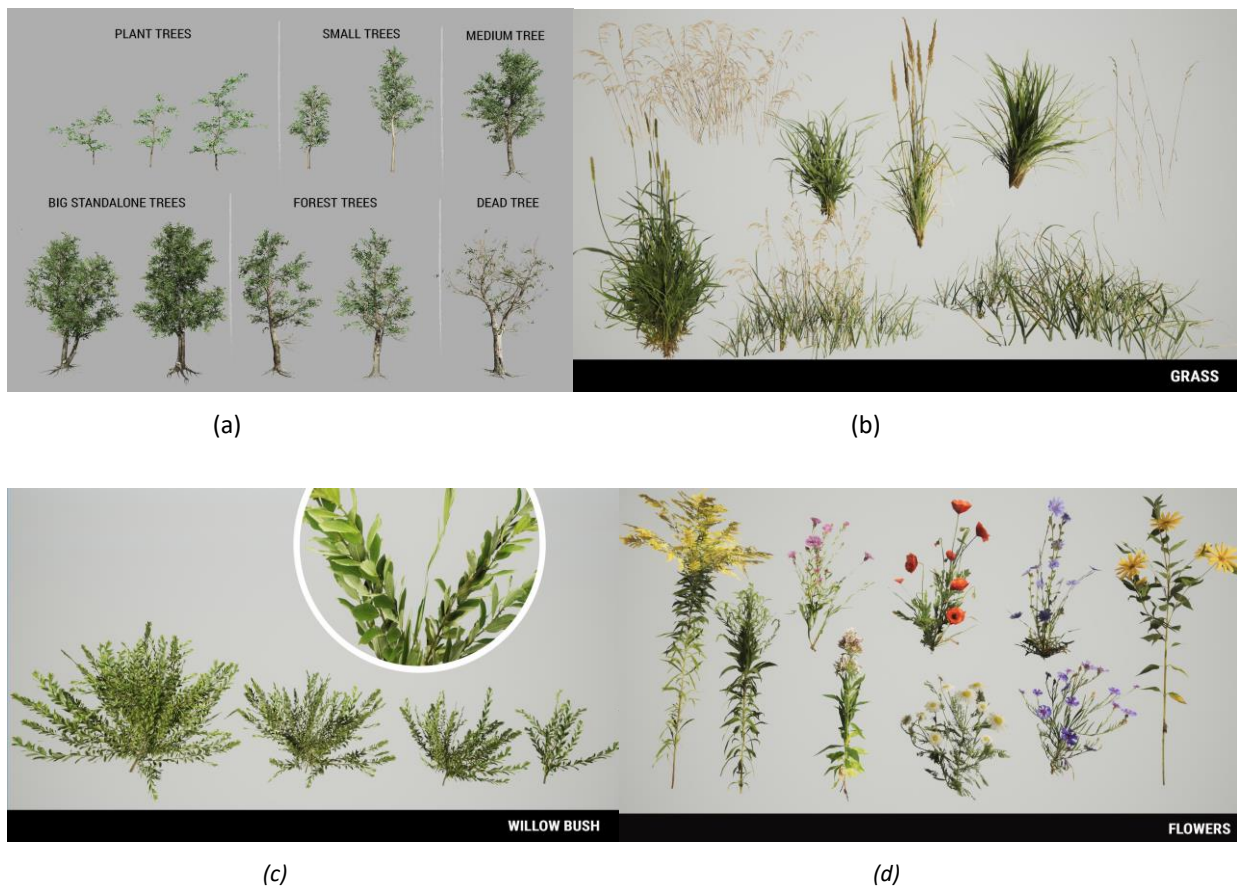 PLANT TREES
SMALL TREES
MEDIUM TREE
BIG STANDALONE TREES
FOREST TREES
DEAD TREE
GRASS
(a)
(b)
WILLOW BUSH
FLOWERS
(c)
(d)